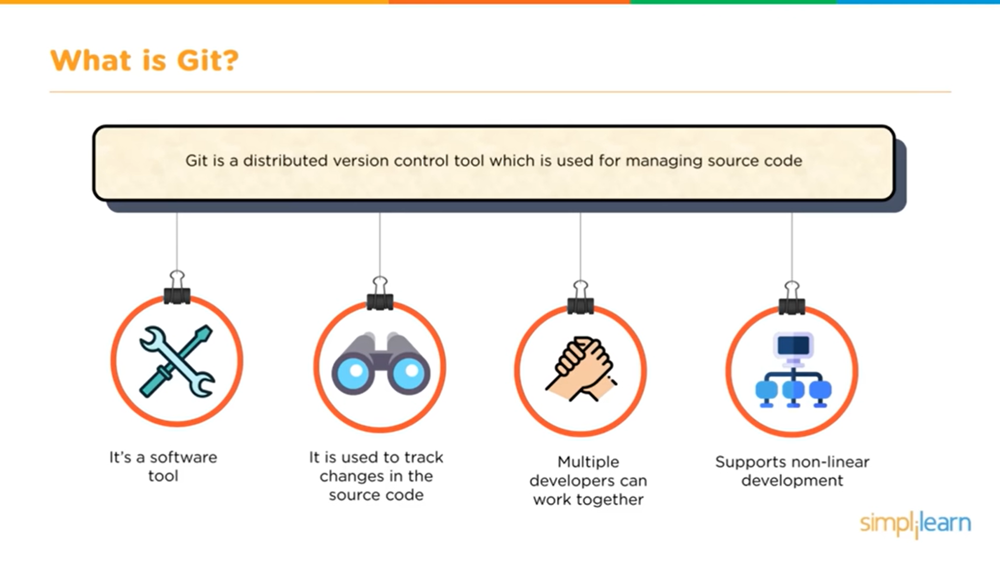 What is Git?
Git is a distributed version control tool which is used for managing source code
It's a software
tool
It is used to track
changes in the
source code
Multiple
developers can
work together
Supports non-linear
development
simplilearn